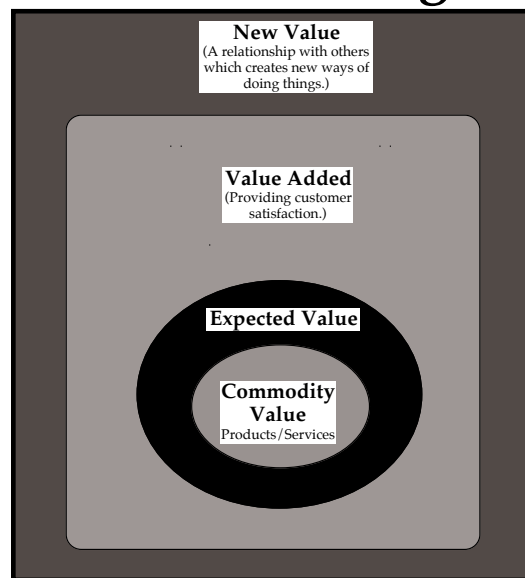 New Value
(A relationship with others
which creates new ways of
doing things.)
Value Added
(Providing customer
satisfaction.)
Expected Value
Commodity
Value
Products/Services